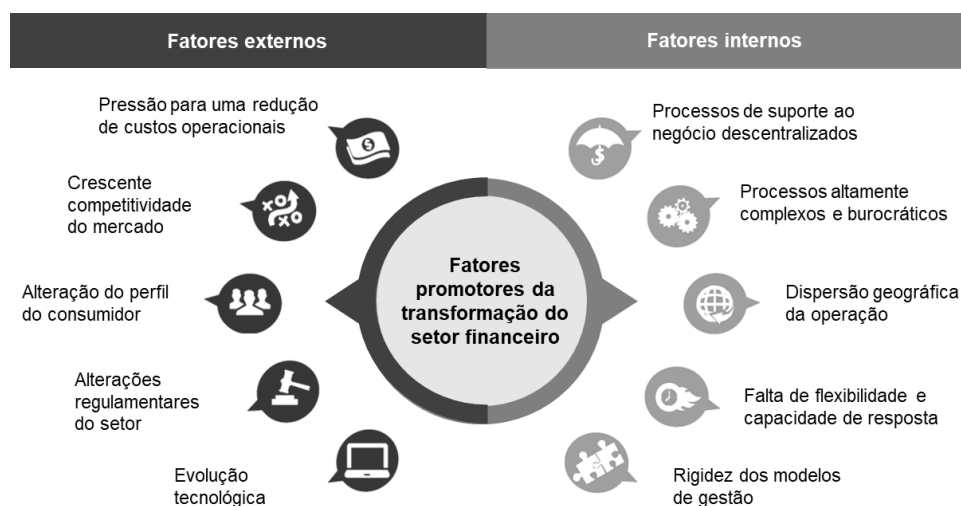 Fatores externos
Fatores internos
Pressão para uma redução
de custos operacionais
Crescente
competitividade
do mercado
Alteração do perfil
do consumidor
Alterações
regulamentares
do setor
Evolução
tecnológica
Fatores
promotores da
transformação do
setor financeiro
Processos de suporte ao
negócio descentralizados
Processos altamente
complexos e burocráticos
Dispersão geográfica
da operação
Falta de flexibilidade e
capacidade de resposta
Rigidez dos modelos
de gestão